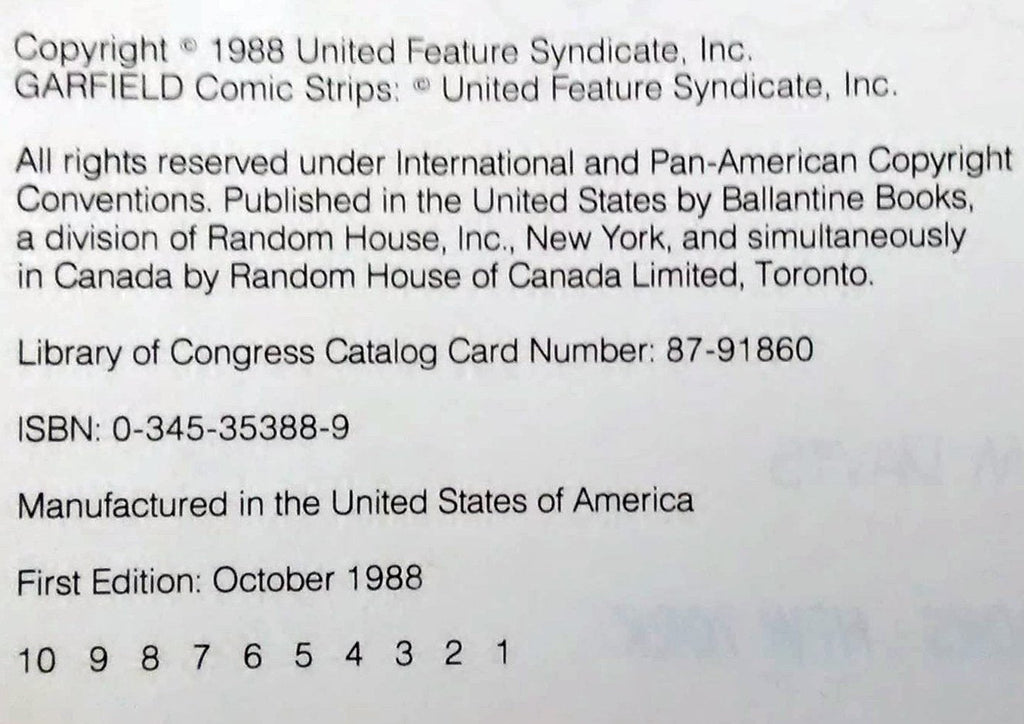 Copyright © 1988 United Feature Syndicate, Inc.
GARFIELD Comic Strips: © United Feature Syndicate, Inc.
All rights reserved under International and Pan-American Copyright
Conventions. Published in the United States by Ballantine Books,
a division of Random House, Inc., New York, and simultaneously
in Canada by Random House of Canada Limited, Toronto.
Library of Congress Catalog Card Number: 87-91860
ISBN: 0-345-35388-9
Manufactured in the United States of America
First Edition: October 1988
10 9 8 7 6 5 4 3 2 1